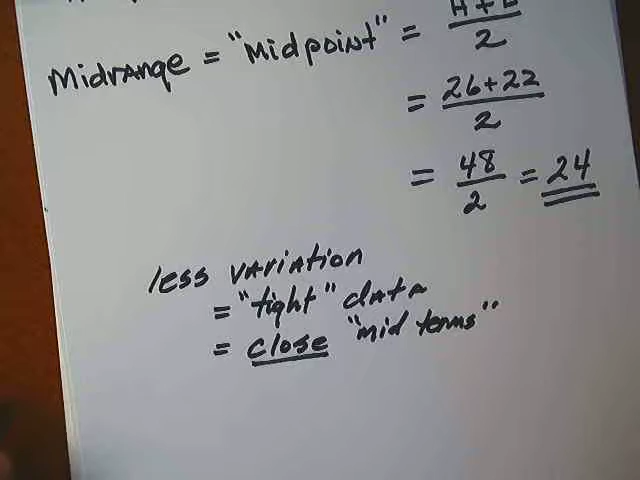 Midrange = "Midpoint" = H+L/2
= 26+22/2
= 48/2 = 24
less variation
= "tight" data
= close "mid terms"